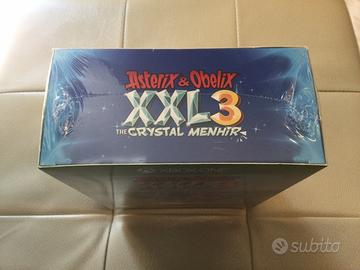 Asterix & Obelix
XXL3
THE CRYSTAL MENHIR
XBOX ONE
subito